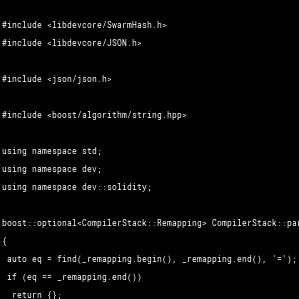 #include <libdevcore/SwarmHash.h>
#include <libdevcore/JSON.h>
#include <json/json.h>
#include <boost/algorithm/string.hpp>
using namespace std;
using namespace dev;
using namespace dev::solidity;
boost::optional<CompilerStack::Remapping> CompilerStack::par
{
auto eq = find(_remapping.begin(), _remapping.end(), '=');
if (eq == _remapping.end())
return {};